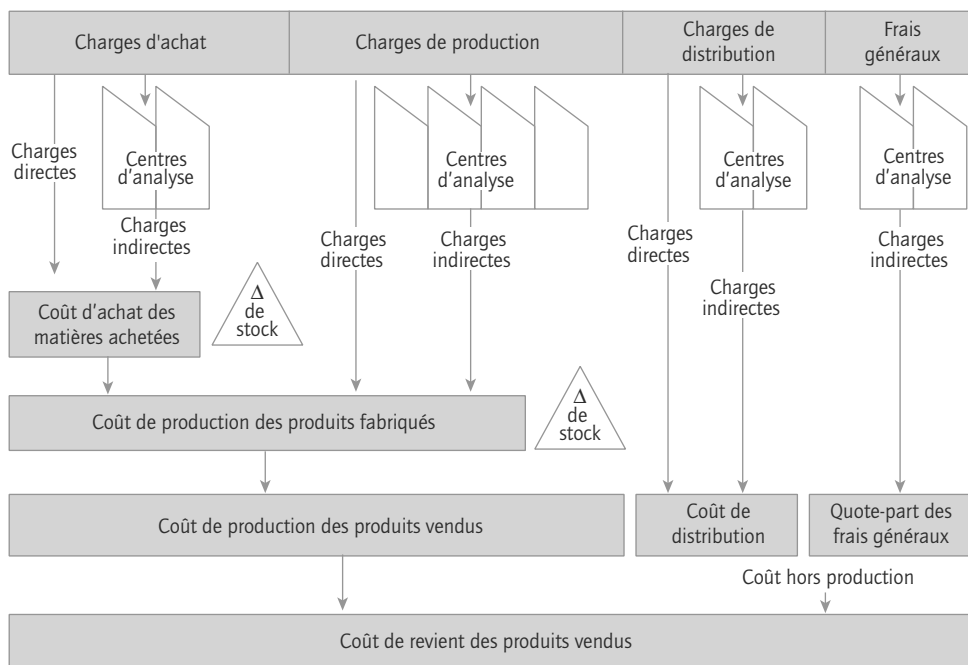 Charges d'achat
Charges de production
Charges de
distribution
Frais
généraux
Charges
directes
Centres
d'analyse
Centres
d'analyse
Centres
d'analyse
Centres
d'analyse
Charges
indirectes
Charges
directes
Charges
indirectes
Charges
directes
Charges
indirectes
Charges
indirectes
Coût d'achat des
matières achetées
Δ
de
stock
Coût de production des produits fabriqués
Δ
de
stock
Coût de production des produits vendus
Coût de
distribution
Quote-part des
frais généraux
Coût hors production
Coût de revient des produits vendus